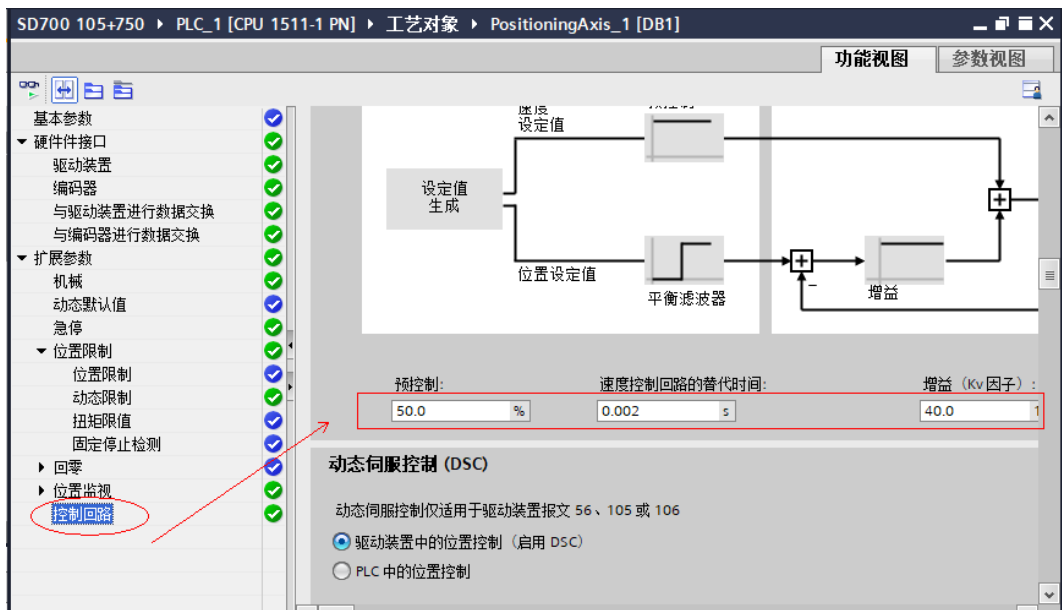 SD700 105+750 ▸ PLC_1 [CPU 1511-1 PN] ▸ 工艺对象 ▸ PositioningAxis_1 [DB1]
功能视图
参数视图
基本参数
硬件件接口
驱动装置
编码器
与驱动装置进行数据交换
与编码器进行数据交换
扩展参数
机械
动态默认值
急停
位置限制
位置限制
动态限制
扭矩限值
固定停止检测
回零
位置监视
控制回路
速度
设定值
预控制
设定值
生成
位置设定值
平衡滤波器
增益
预控制:
速度控制回路的替代时间:
增益（Kv 因子）:
50.0 %
0.002 s
40.0 1
动态伺服控制 (DSC)
动态伺服控制仅适用于驱动装置报文 56、105 或 106
驱动装置中的位置控制（启用 DSC）
PLC 中的位置控制